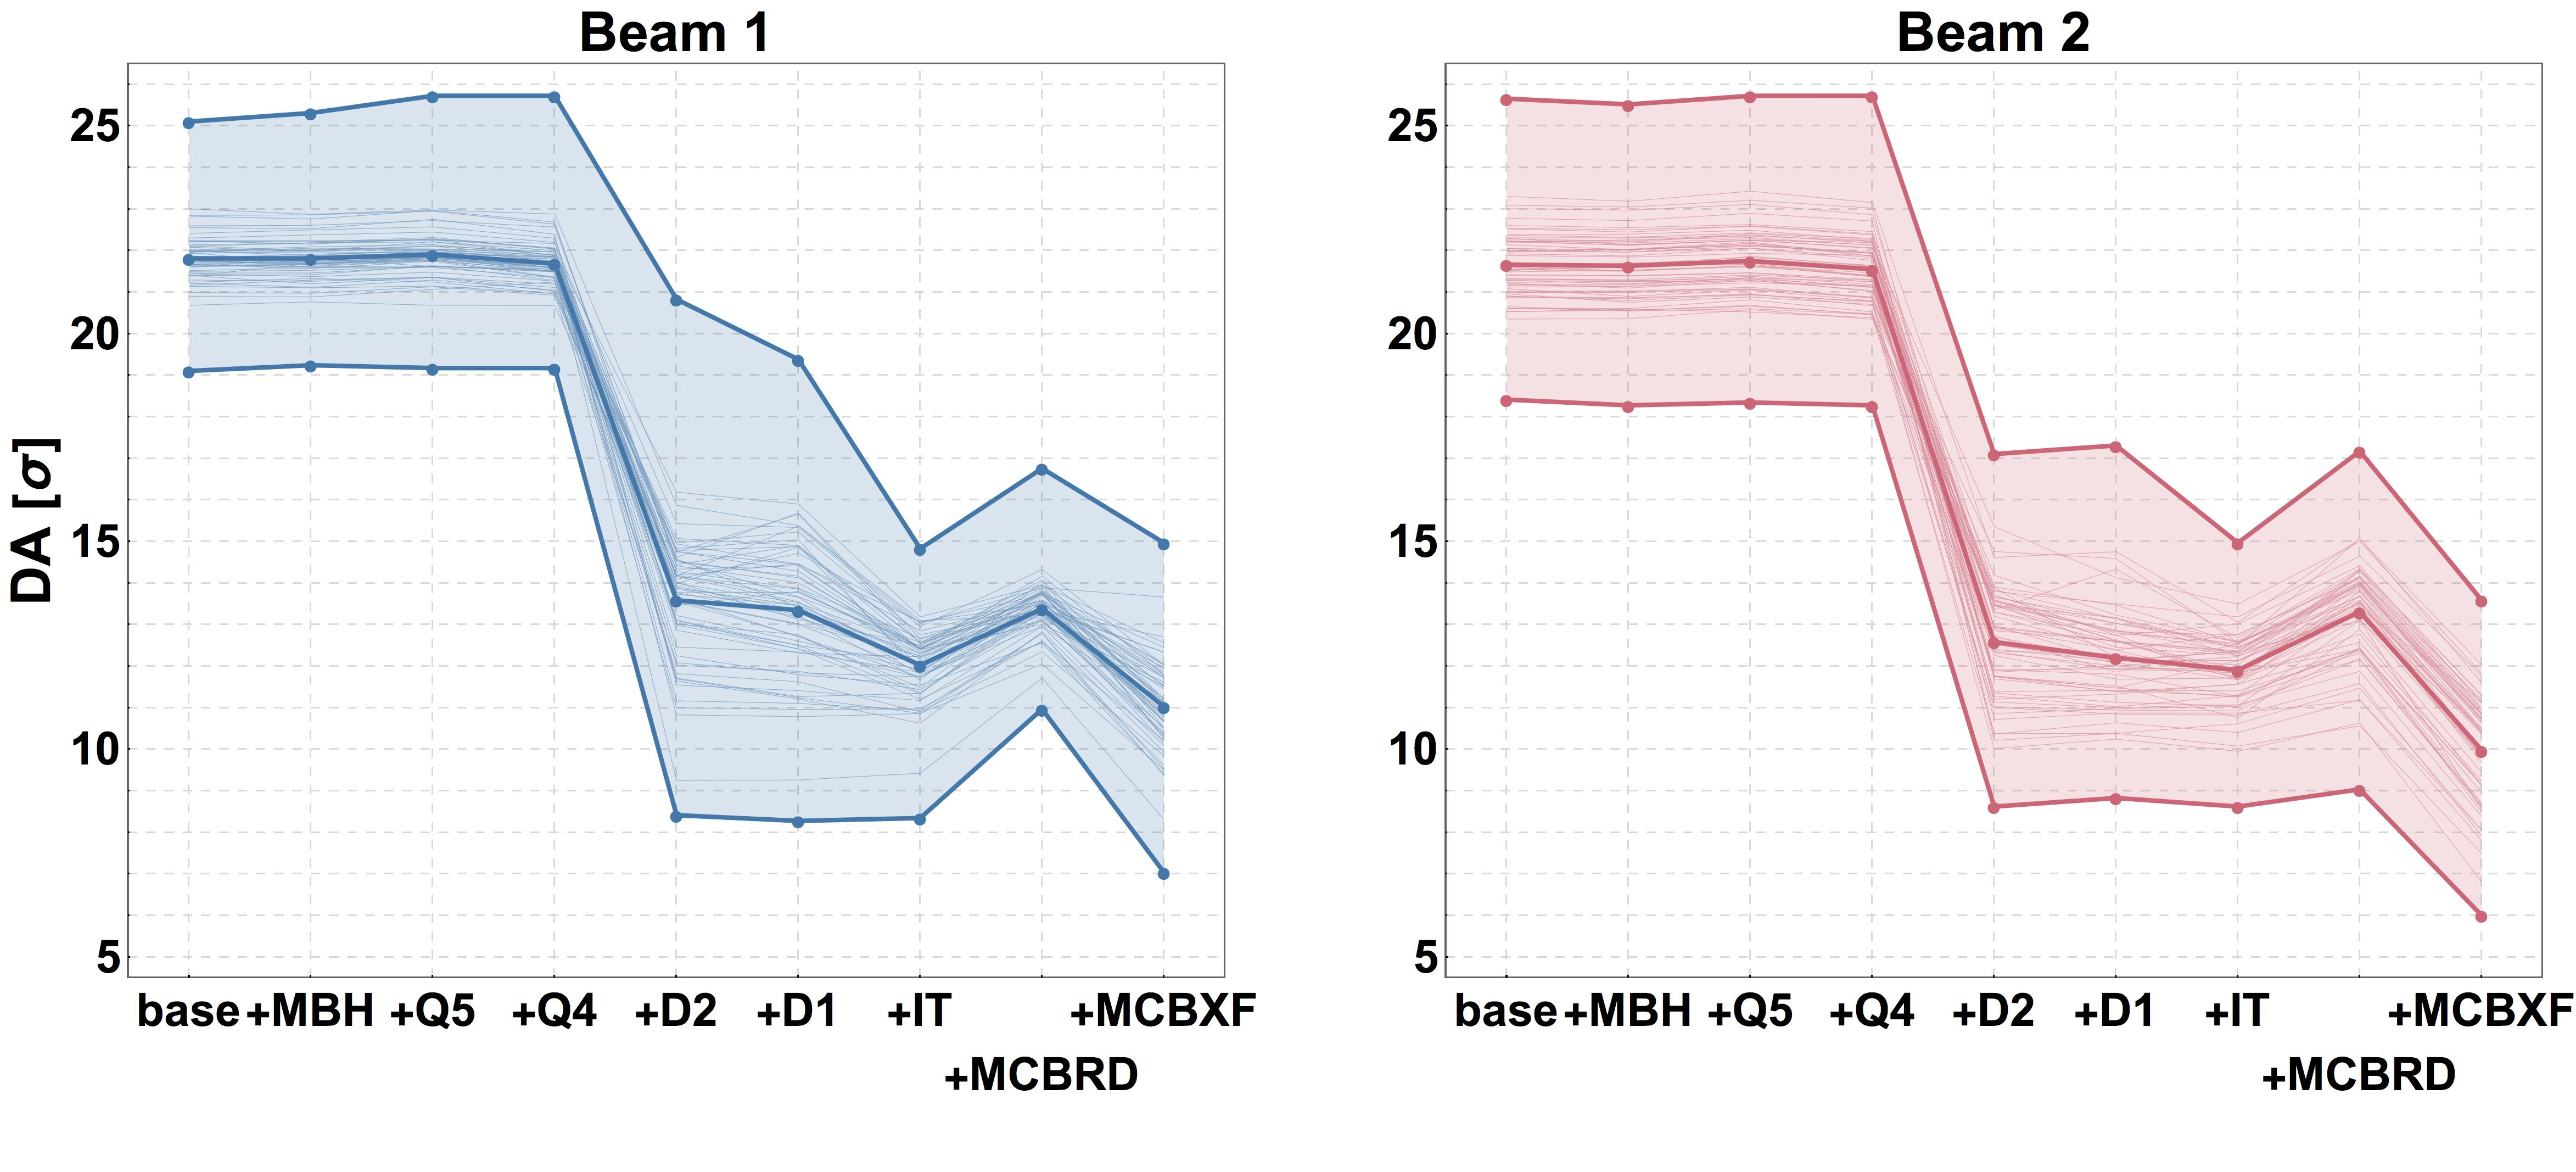 Beam 1
DA [σ]
25
20
15
10
5
base +MBH +Q5 +Q4 +D2 +D1 +IT +MCBXF
+MCBRD
Beam 2
25
20
15
10
5
base +MBH +Q5 +Q4 +D2 +D1 +IT +MCBXF
+MCBRD